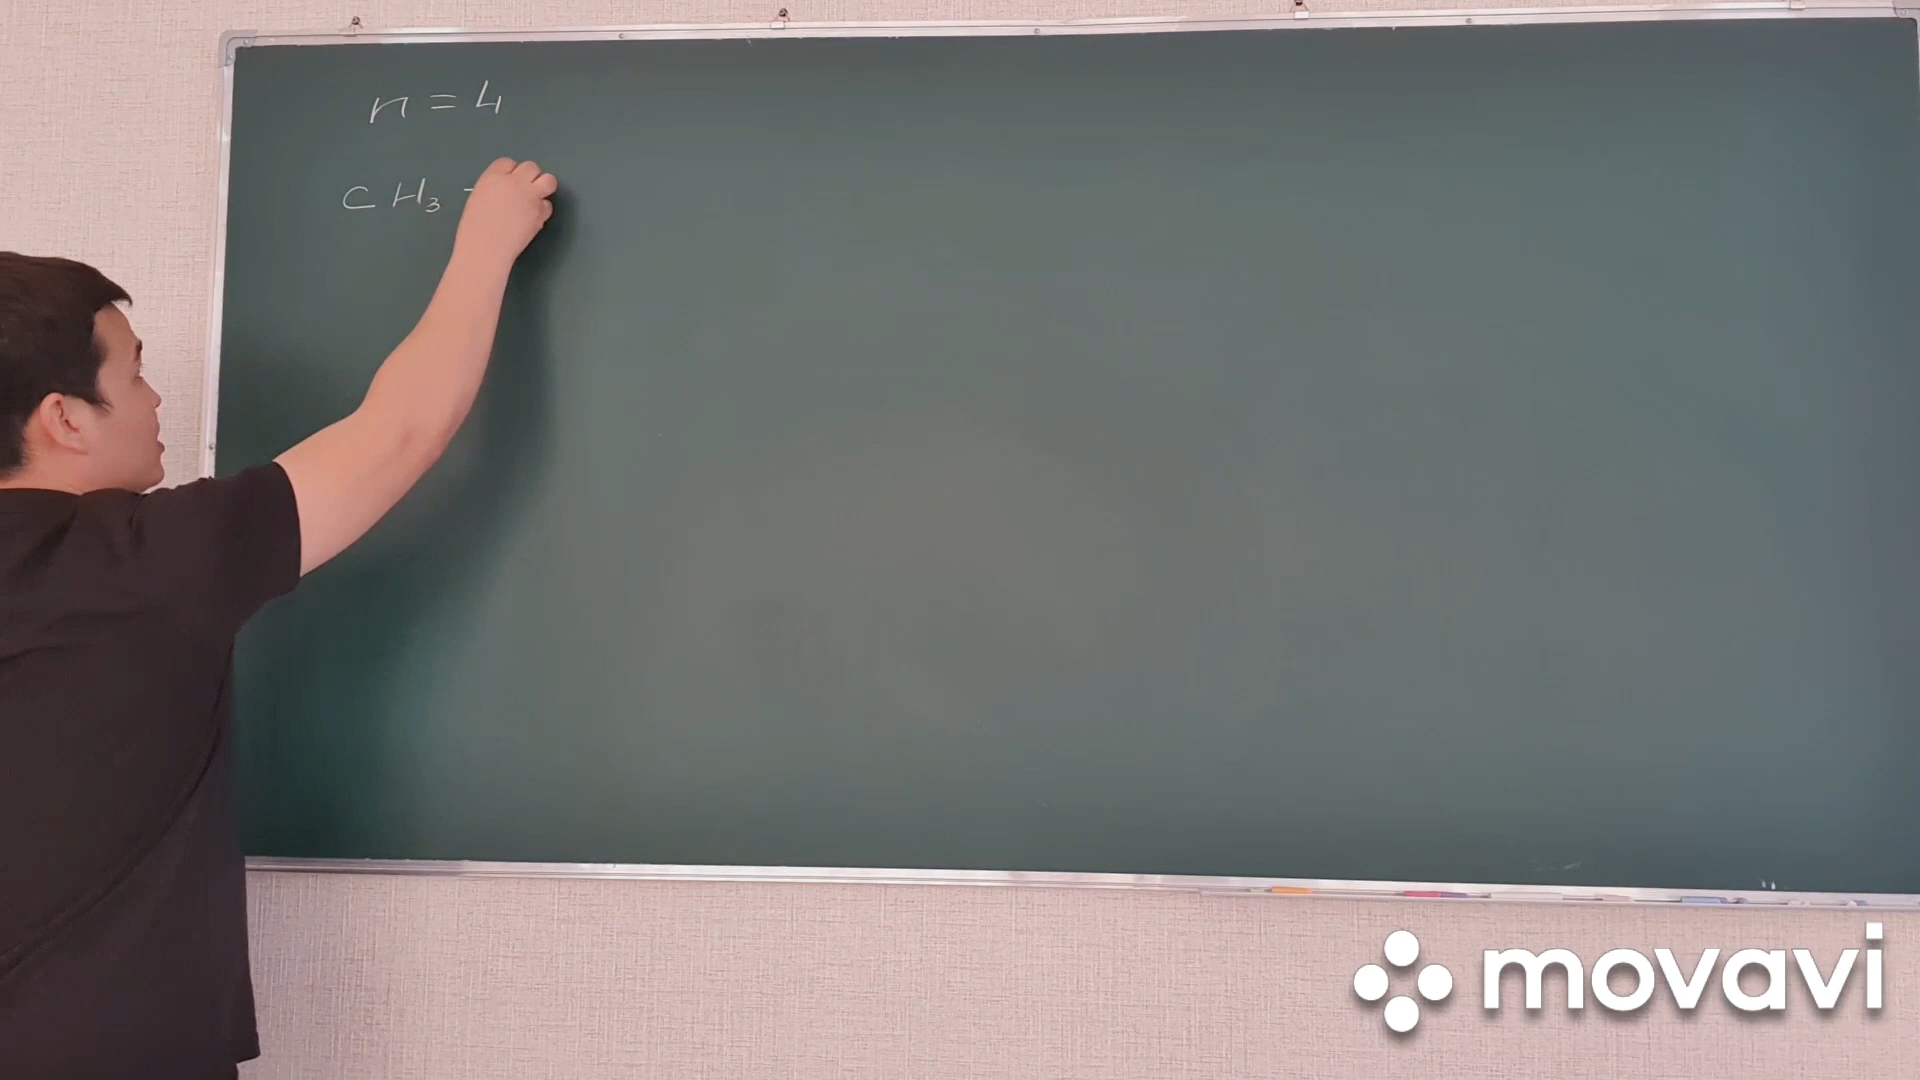 n = 4
CH₃ -
movavi